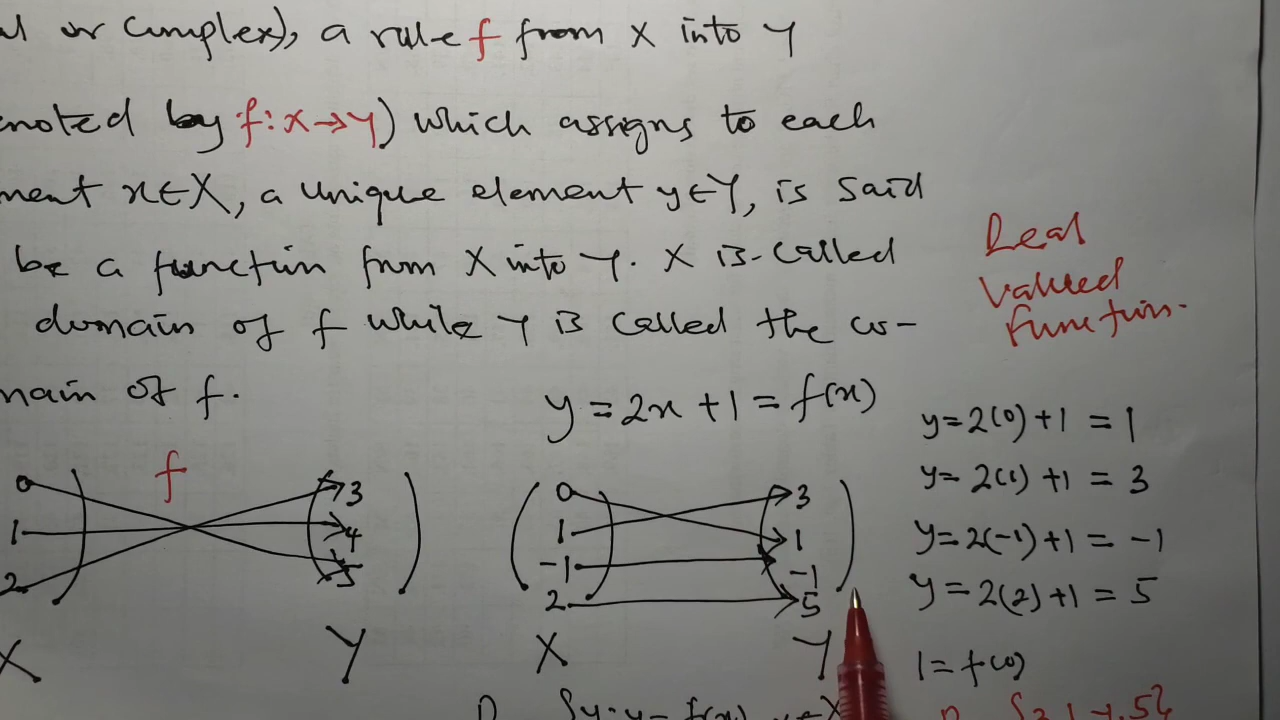 al or Complex), a rule f from X into Y
enoted by f: X → Y) which assigns to each
ment x ∈ X, a unique element y ∈ Y, is said
be a function from X into Y. X is called
domain of f while Y is called the co-
main of f.
Real
Valued
function.
y = 2x + 1 = f(x)
f
0 3
1 4
2 5
X Y
0 3
1 1
-1 -1
2 5
X Y
y = 2(0) + 1 = 1
y = 2(1) + 1 = 3
y = 2(-1) + 1 = -1
y = 2(2) + 1 = 5
1 = f(0)